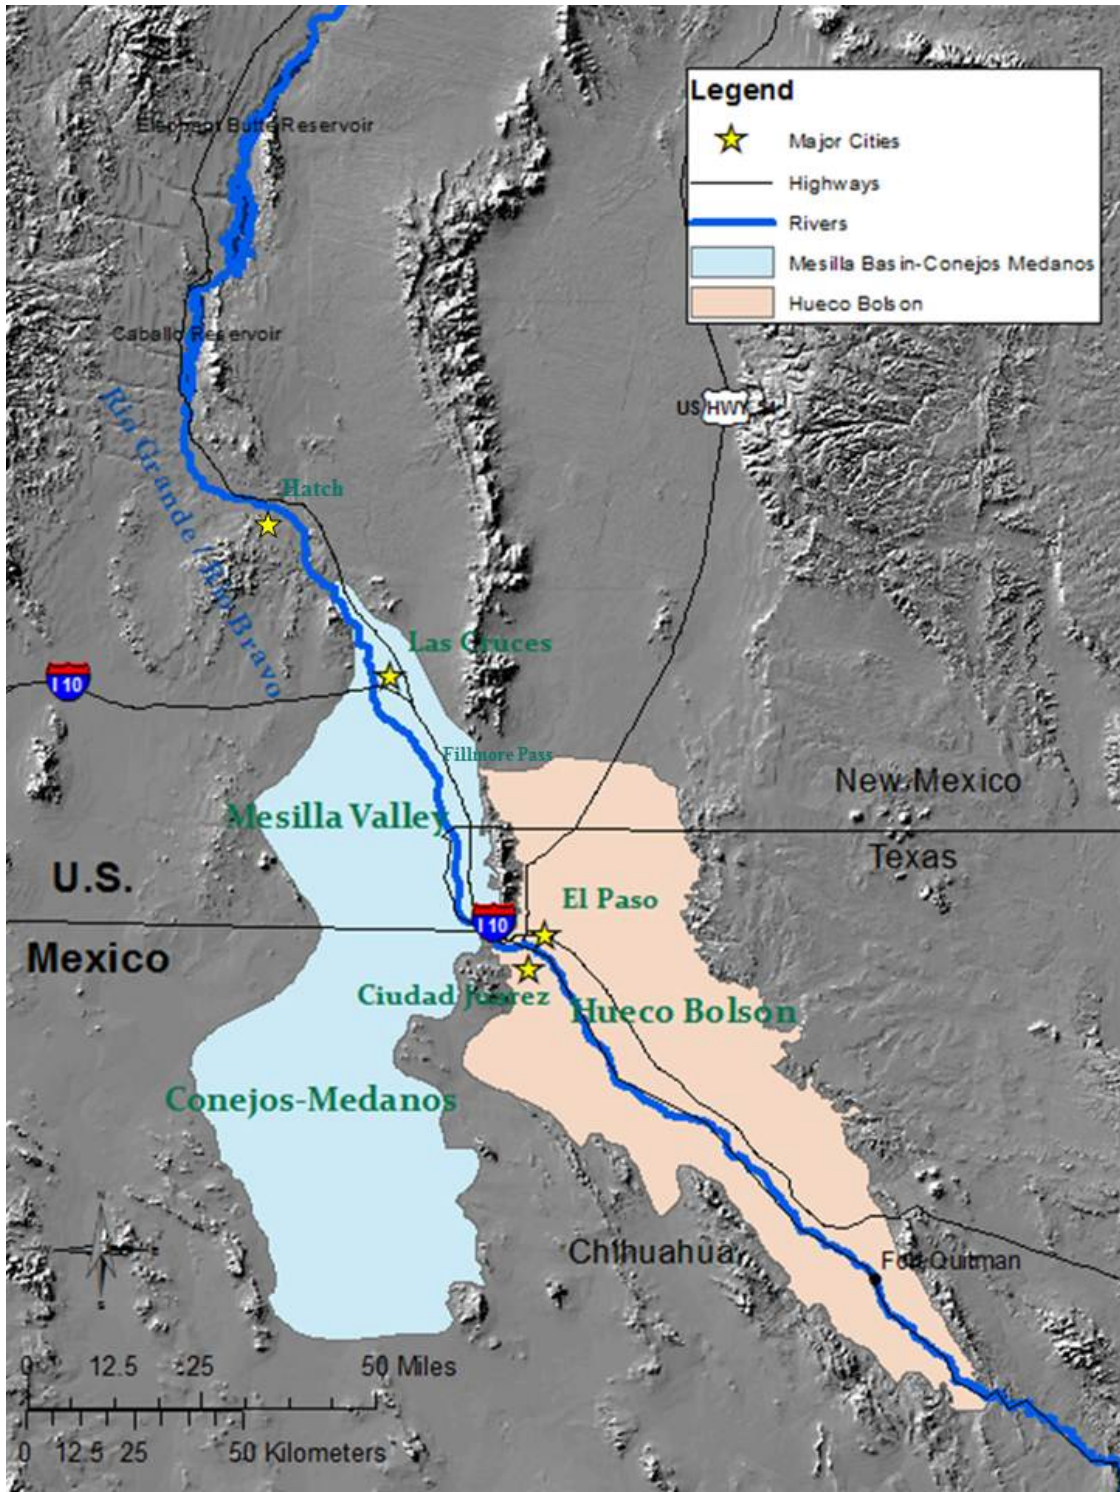 Legend
Major Cities
Highways
Rivers
Mesilla Basin-Conejos Medanos
Hueco Bolson
Elephant Butte Reservoir
Caballo Reservoir
US HWY 54
Rio Grande / Rio Bravo
Hatch
Las Cruces
I 10
Fillmore Pass
New Mexico
Mesilla Valley
Texas
U.S.
El Paso
I 10
Mexico
Ciudad Juarez
Hueco Bolson
Conejos-Medanos
N
S
Chihuahua
Fort Quitman
0 12.5 25 50 Miles
0 12.5 25 50 Kilometers